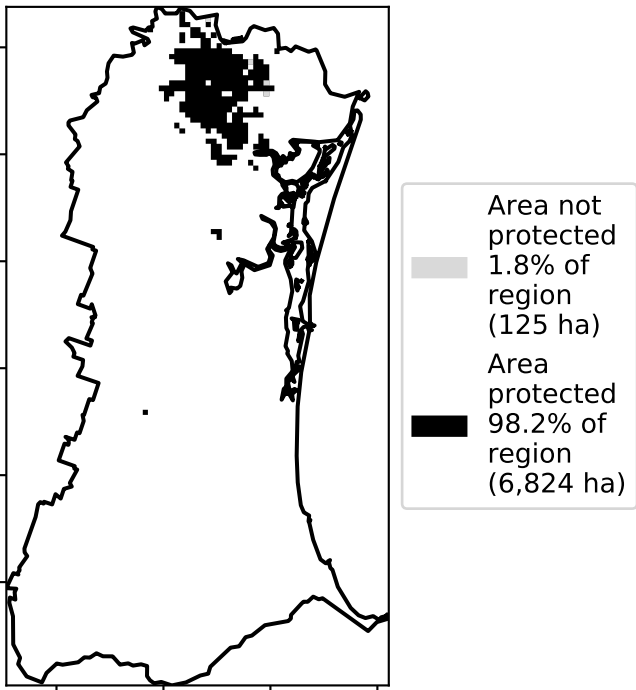 Area not
protected
1.8% of
region
(125 ha)
Area
protected
98.2% of
region
(6,824 ha)